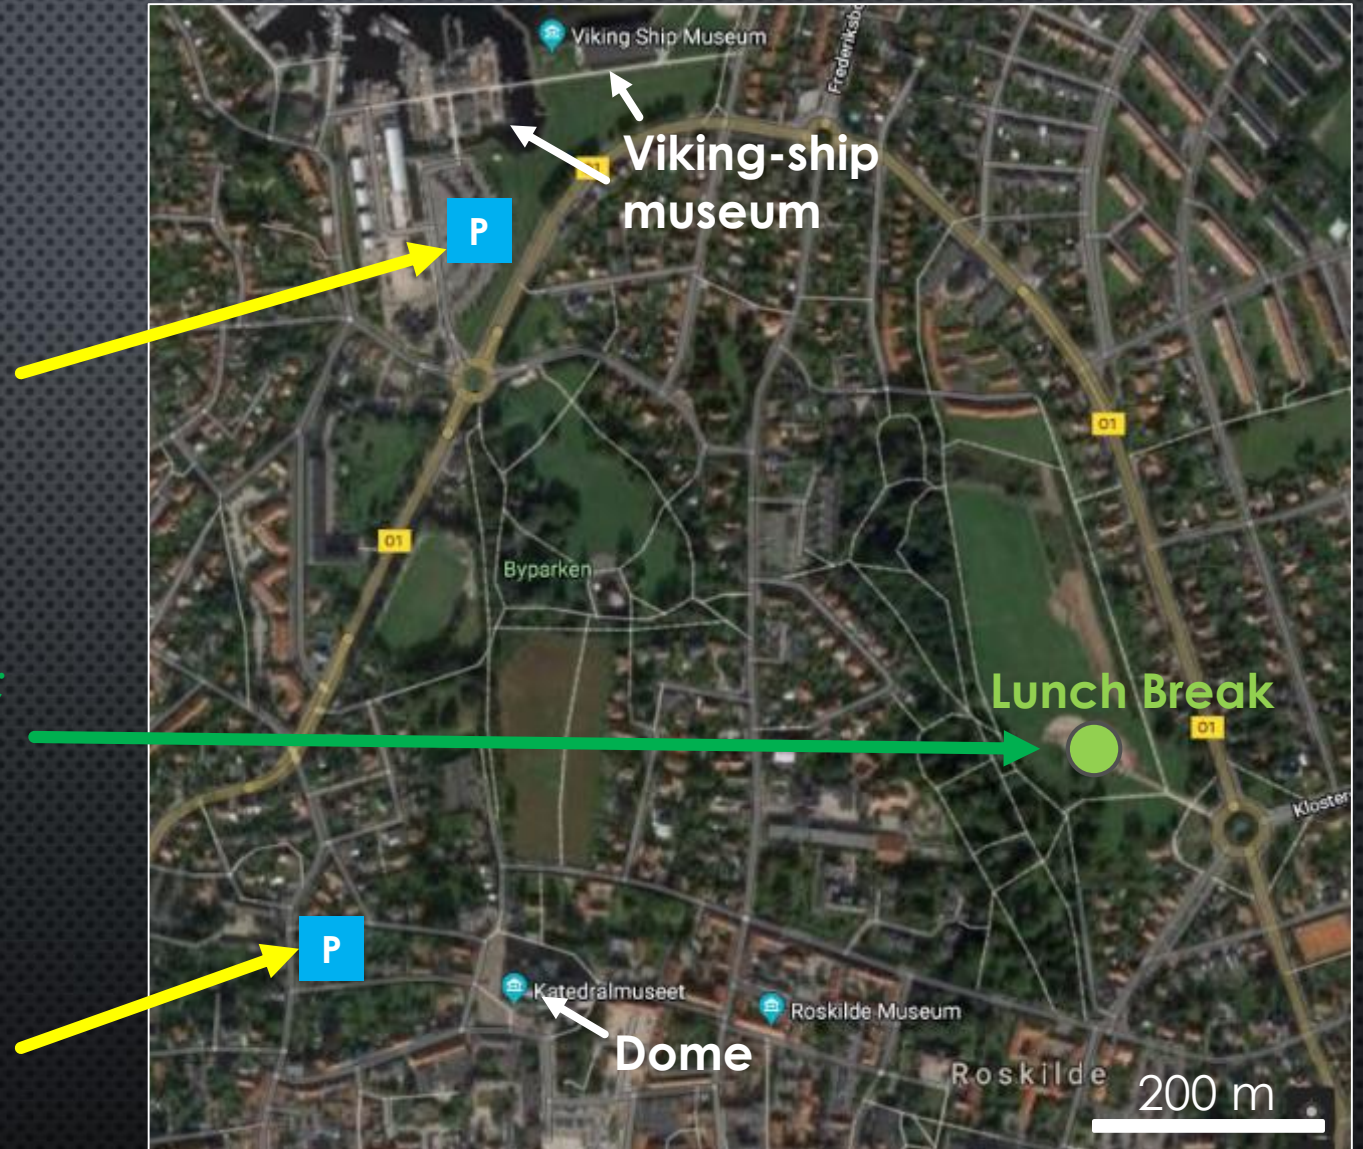 Viking Ship Museum
Frederiksbo
Viking-ship
museum
01
P
01
Byparken
01
Lunch Break
01
Kloster
P
Katedralmuseet
Roskilde Museum
Dome
Roskilde
200 m